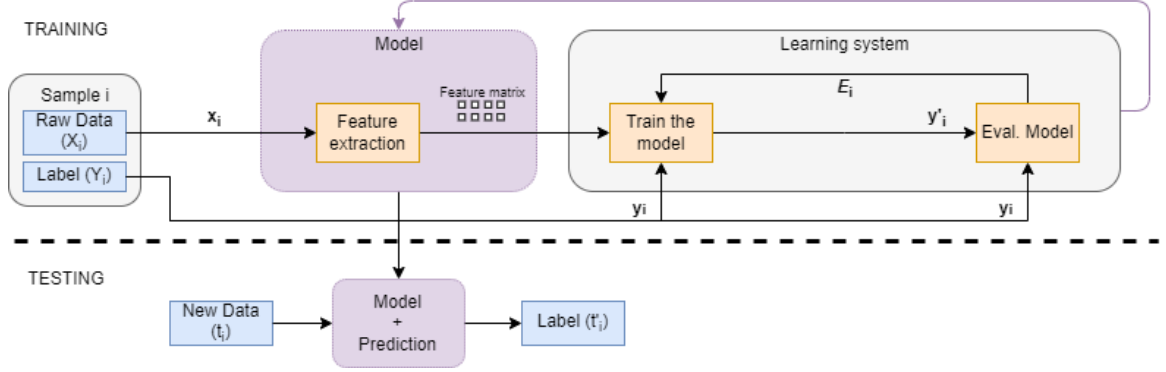 TRAINING
Model
Learning system
Sample i
Raw Data
(Xᵢ)
Label (Yᵢ)
xᵢ
Feature
extraction
Feature matrix
Train the
model
Eᵢ
y'ᵢ
Eval. Model
yᵢ
yᵢ
TESTING
New Data
(tᵢ)
Model
+
Prediction
Label (t'ᵢ)